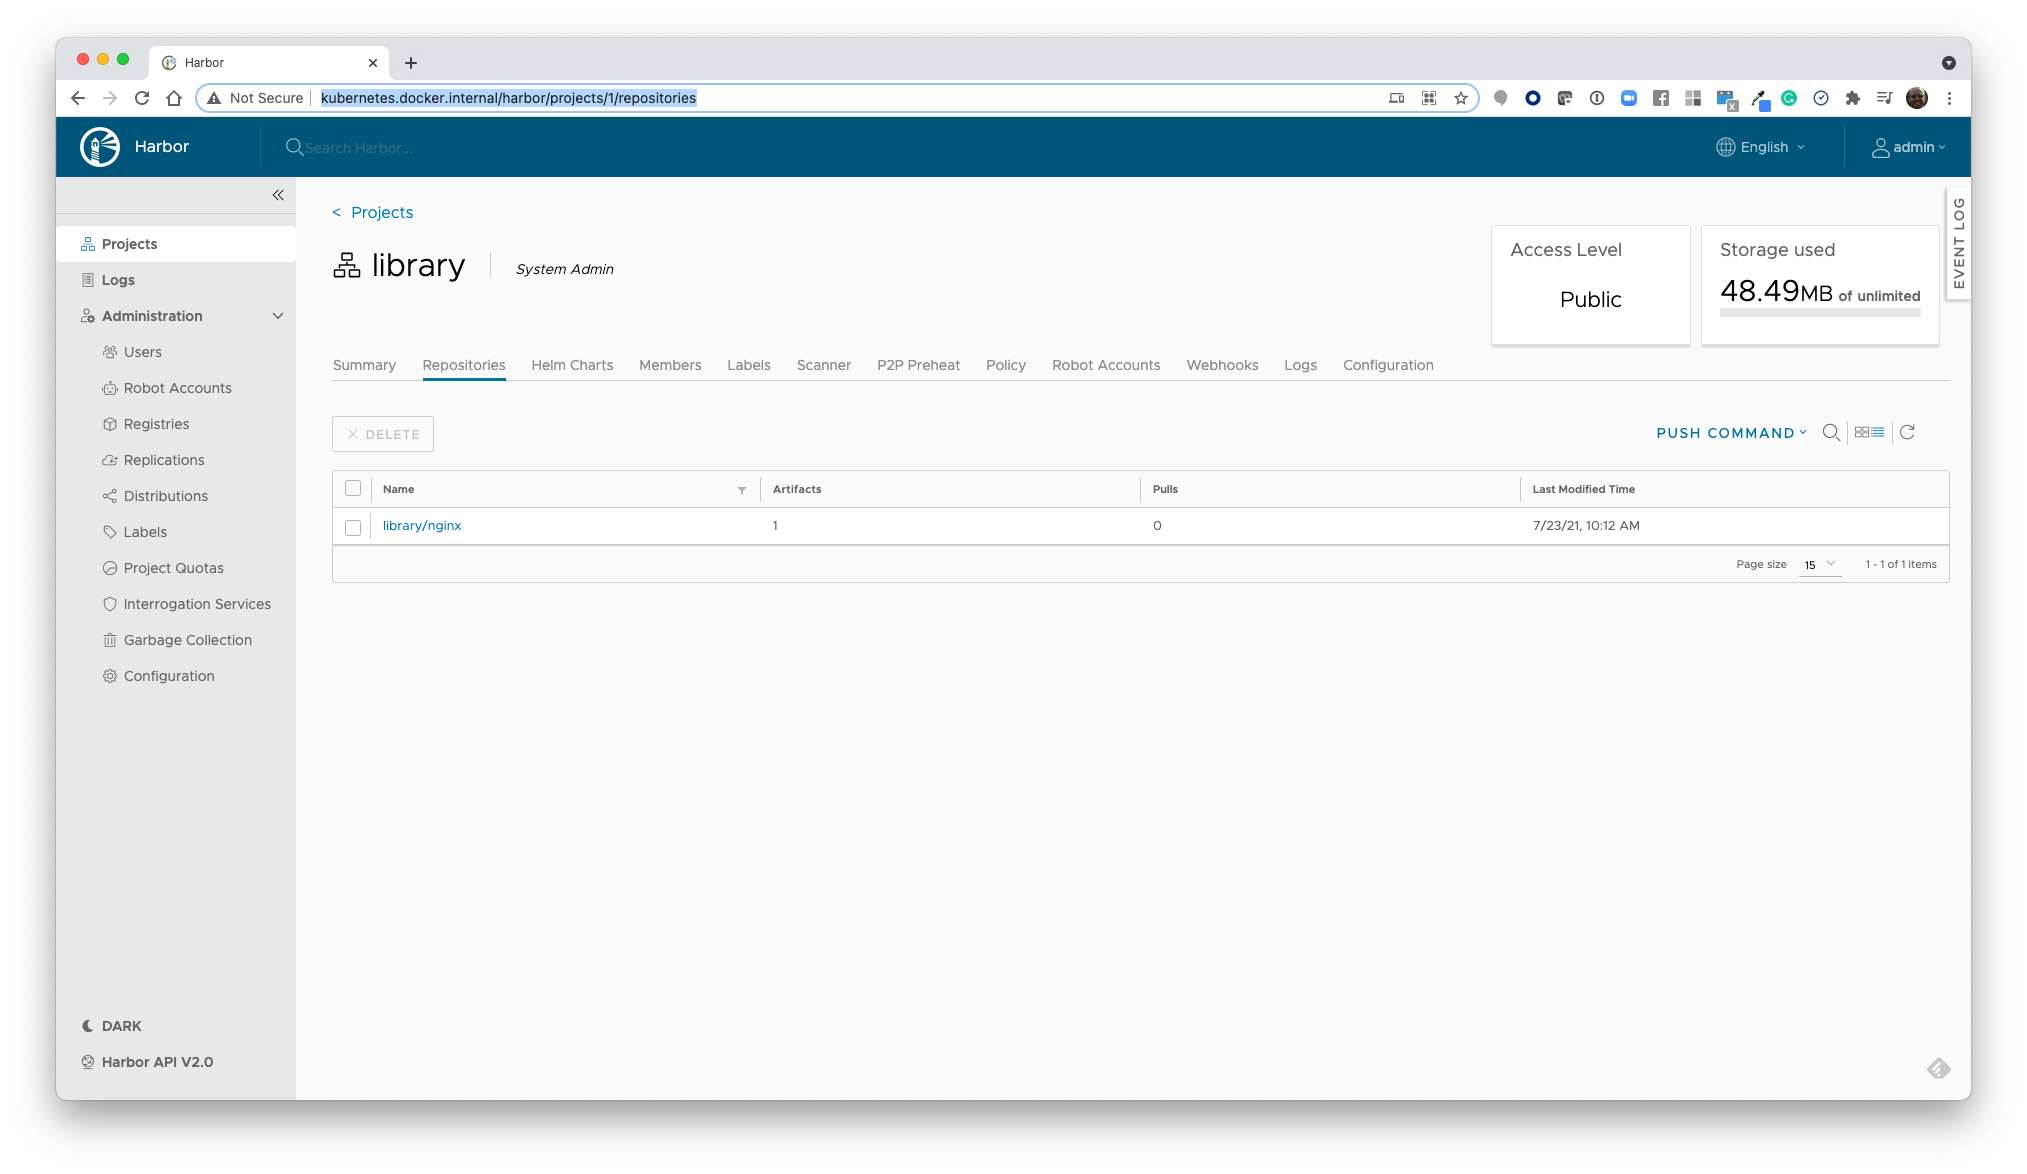 Harbor
Not Secure kubernetes.docker.internal/harbor/projects/1/repositories
Harbor Search Harbor... English admin
EVENT LOG
Projects
Logs
Administration
Users
Robot Accounts
Registries
Replications
Distributions
Labels
Project Quotas
Interrogation Services
Garbage Collection
Configuration
DARK
Harbor API V2.0
< Projects
library System Admin
Access Level
Public
Storage used
48.49MB of unlimited
Summary Repositories Helm Charts Members Labels Scanner P2P Preheat Policy Robot Accounts Webhooks Logs Configuration
DELETE PUSH COMMAND
Name Artifacts Pulls Last Modified Time
library/nginx 1 0 7/23/21, 10:12 AM
Page size 15 1 - 1 of 1 items